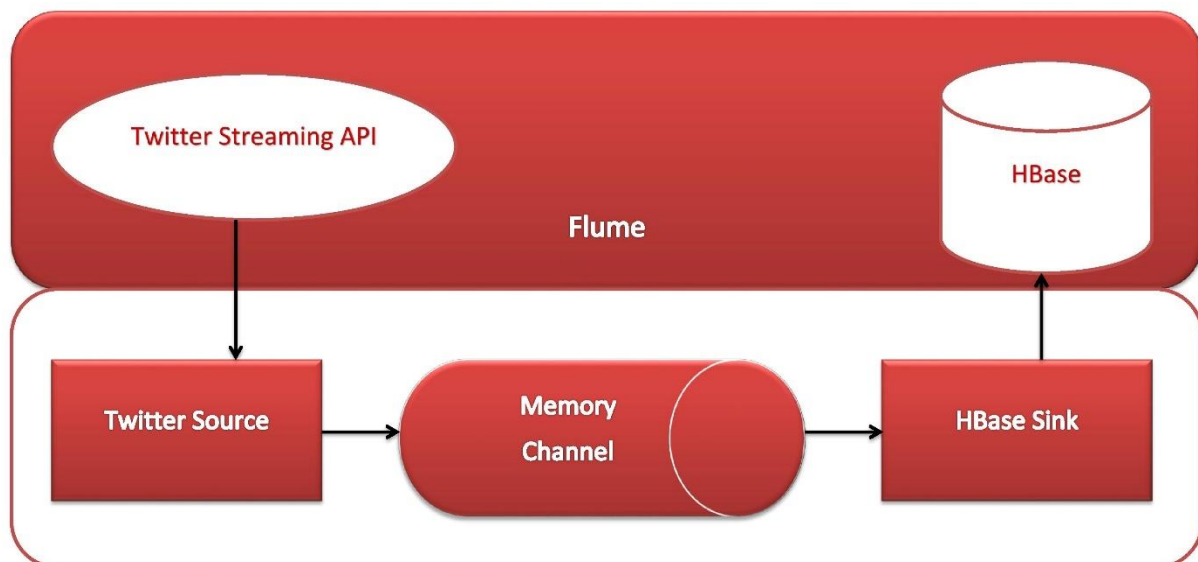 Twitter Streaming API
HBase
Flume
Twitter Source
Memory
Channel
HBase Sink